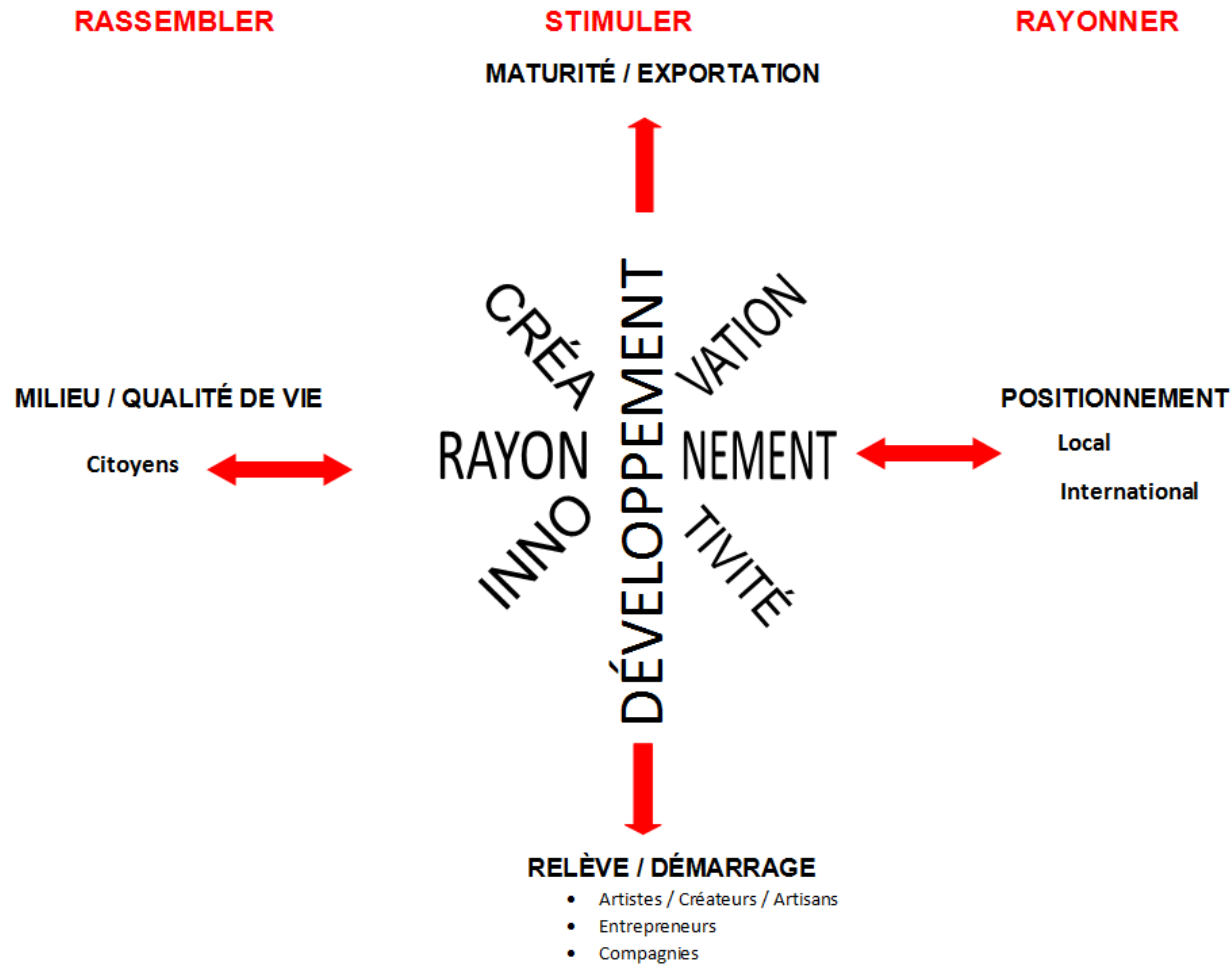 RASSEMBLER
STIMULER
RAYONNER
MATURITÉ / EXPORTATION
CRÉA
VATION
DÉVELOPPEMENT
MILIEU / QUALITÉ DE VIE
Citoyens
RAYON
NEMENT
POSITIONNEMENT
Local
International
INNO
TIVITÉ
RELÈVE / DÉMARRAGE
• Artistes / Créateurs / Artisans
• Entrepreneurs
• Compagnies